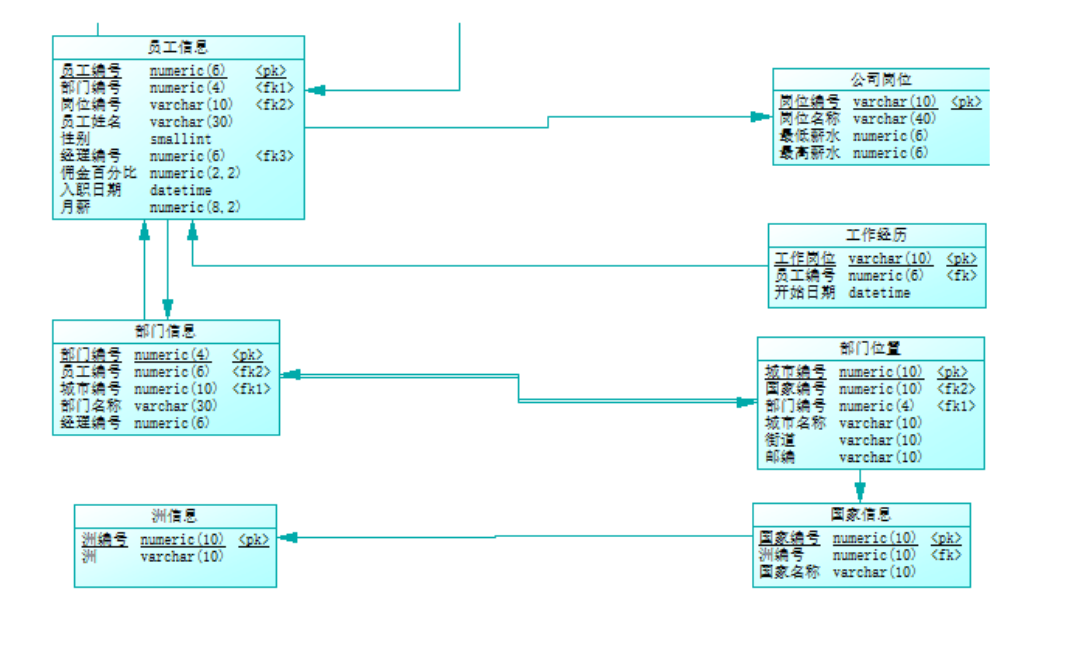 员工信息
员工编号 numeric(6) <pk>
部门编号 numeric(4) <fk1>
岗位编号 varchar(10) <fk2>
员工姓名 varchar(30)
性别 smallint
经理编号 numeric(6) <fk3>
佣金百分比 numeric(2,2)
入职日期 datetime
月薪 numeric(8,2)
公司岗位
岗位编号 varchar(10) <pk>
岗位名称 varchar(40)
最低薪水 numeric(6)
最高薪水 numeric(6)
工作经历
工作岗位 varchar(10) <pk>
员工编号 numeric(6) <fk>
开始日期 datetime
部门信息
部门编号 numeric(4) <pk>
员工编号 numeric(6) <fk2>
城市编号 numeric(10) <fk1>
部门名称 varchar(30)
经理编号 numeric(6)
部门位置
城市编号 numeric(10) <pk>
国家编号 numeric(10) <fk2>
部门编号 numeric(4) <fk1>
城市名称 varchar(10)
街道 varchar(10)
邮编 varchar(10)
洲信息
洲编号 numeric(10) <pk>
洲 varchar(10)
国家信息
国家编号 numeric(10) <pk>
洲编号 numeric(10) <fk>
国家名称 varchar(10)